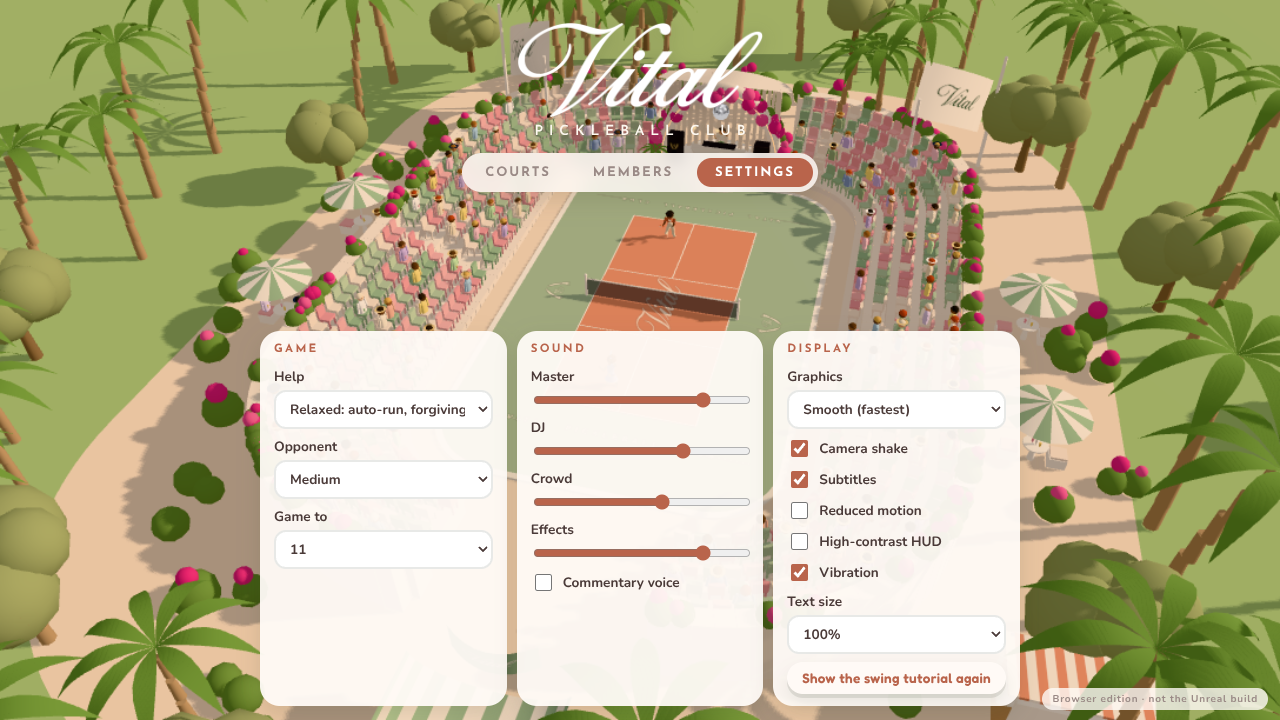 Vital
PICKLEBALL CLUB
Vital
COURTS MEMBERS SETTINGS
Vital
GAME
Help
Relaxed: auto-run, forgiving
Opponent
Medium
Game to
11
SOUND
Master
DJ
Crowd
Effects
Commentary voice
DISPLAY
Graphics
Smooth (fastest)
Camera shake
Subtitles
Reduced motion
High-contrast HUD
Vibration
Text size
100%
Show the swing tutorial again
Browser edition · not the Unreal build